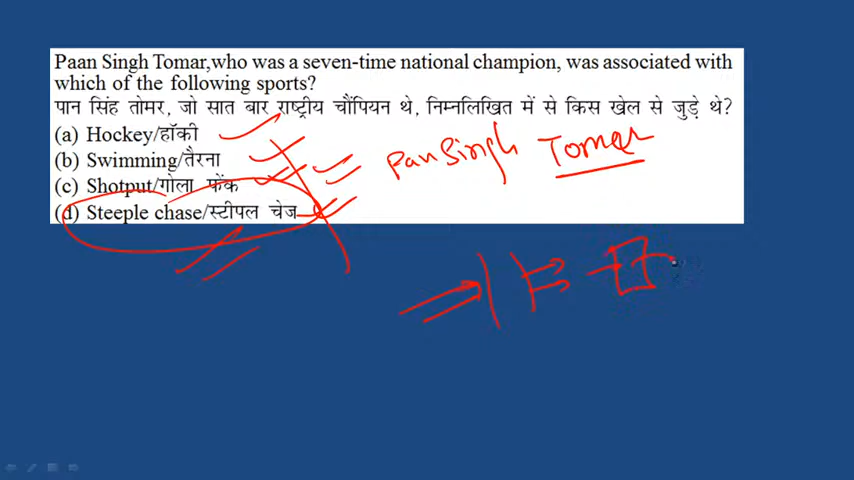 Paan Singh Tomar,who was a seven-time national champion, was associated with
which of the following sports?
पान सिंह तोमर, जो सात बार राष्ट्रीय चौंपियन थे, निम्नलिखित में से किस खेल से जुड़े थे?
(a) Hockey/हॉकी
(b) Swimming/तैरना
(c) Shotput/गोला फेंक
(d) Steeple chase/स्टीपल चेज
Pan Singh Tomar